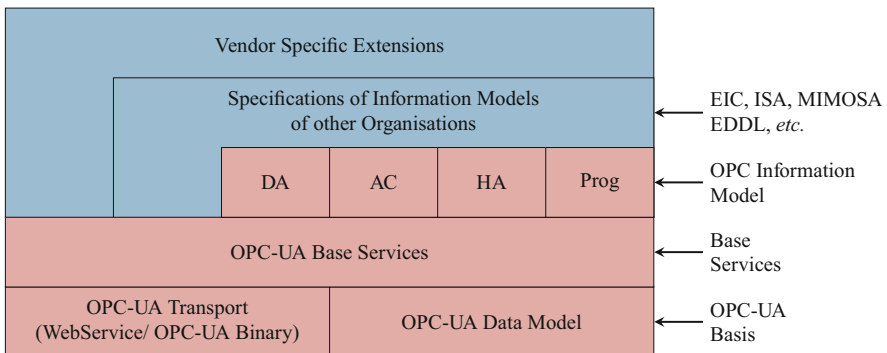 Vendor Specific Extensions
Specifications of Information Models
of other Organisations
EIC, ISA, MIMOSA
EDDL, etc.
DA
AC
HA
Prog
OPC Information
Model
OPC-UA Base Services
Base
Services
OPC-UA Transport
(WebService/ OPC-UA Binary)
OPC-UA Data Model
OPC-UA
Basis